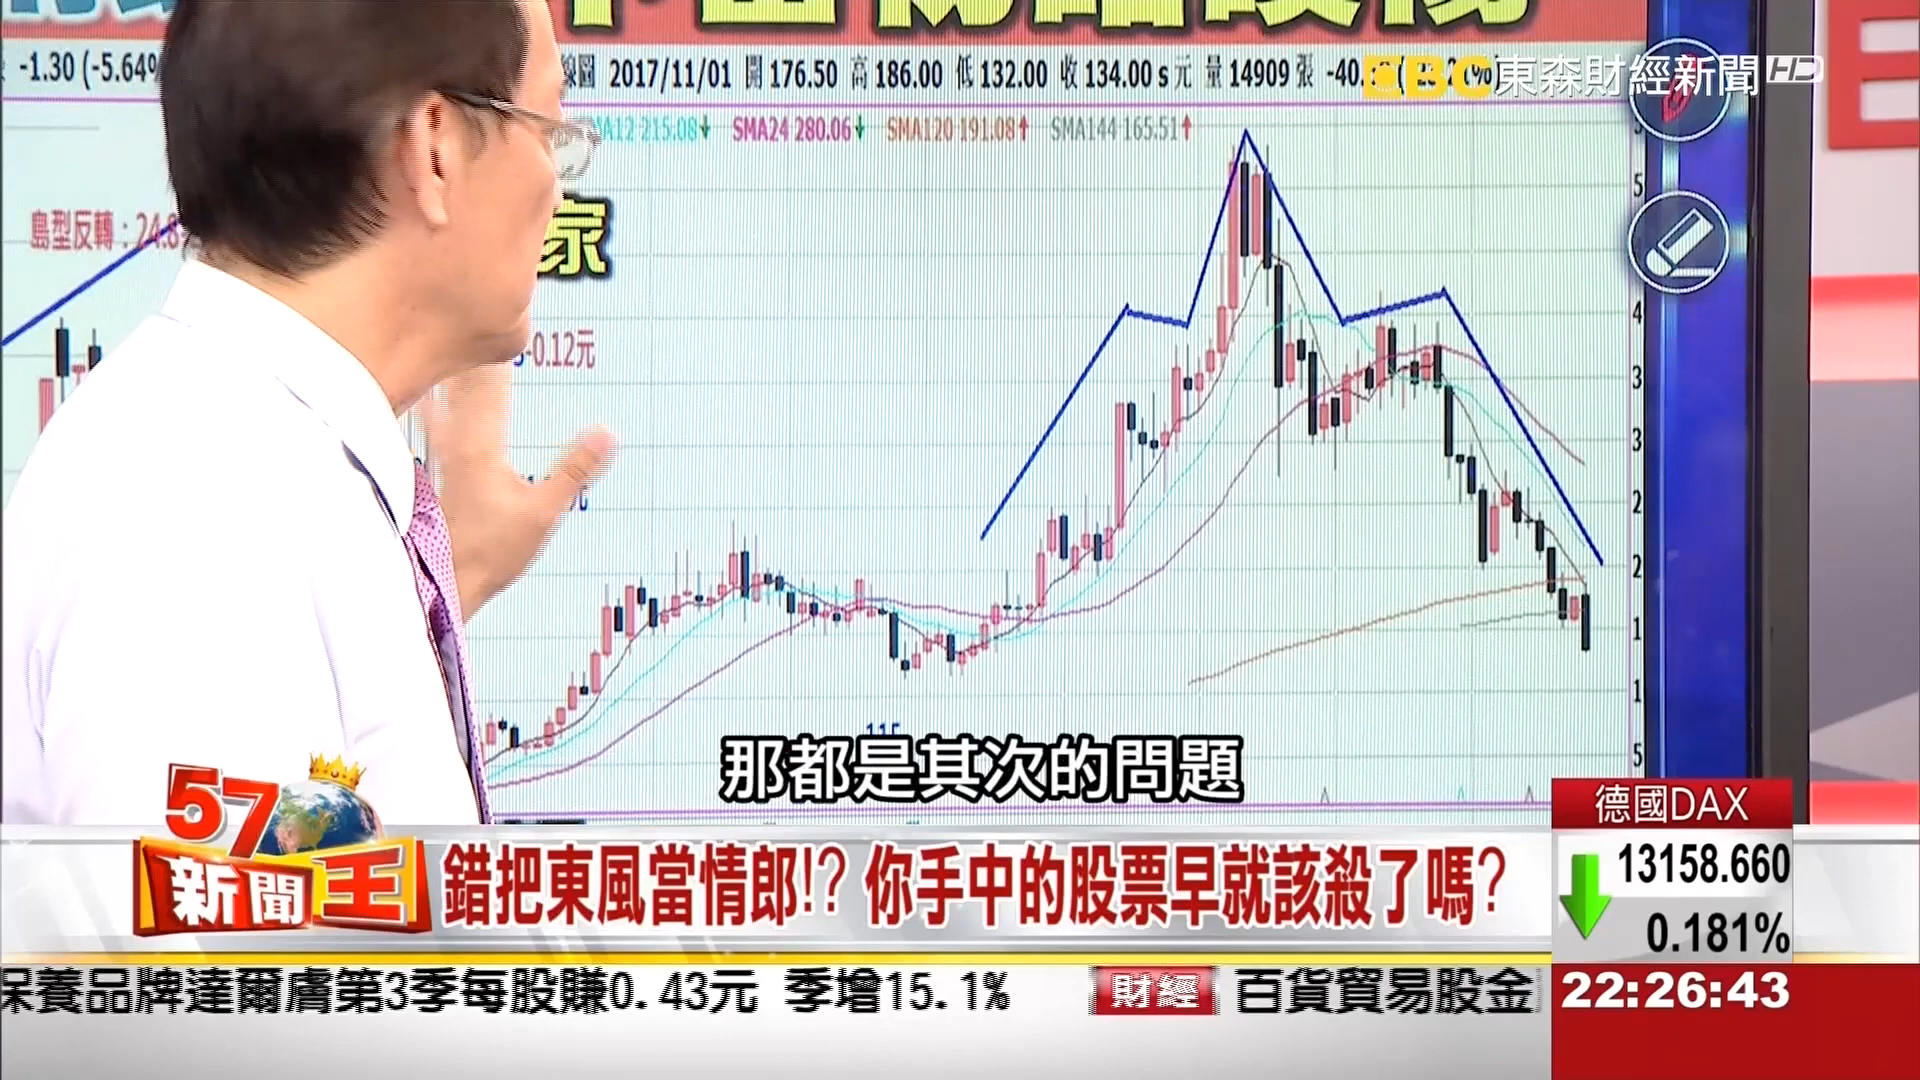 -1.30 (-5.64%
線圖 2017/11/01 開 176.50 高 186.00 低 132.00 收 134.00 s 元 量 14909 張 -40.
EBC 東森財經新聞 HD
SMA12 215.08↓ SMA24 280.06↓ SMA120 191.08↑ SMA144 165.51↑
島型反轉：24.8
家
-0.12元
元
115
那都是其次的問題
57
新聞王
錯把東風當情郎!? 你手中的股票早就該殺了嗎?
德國DAX
13158.660
0.181%
保養品牌達爾膚第3季每股賺0.43元 季增15.1%
財經
百貨貿易股金
22:26:43